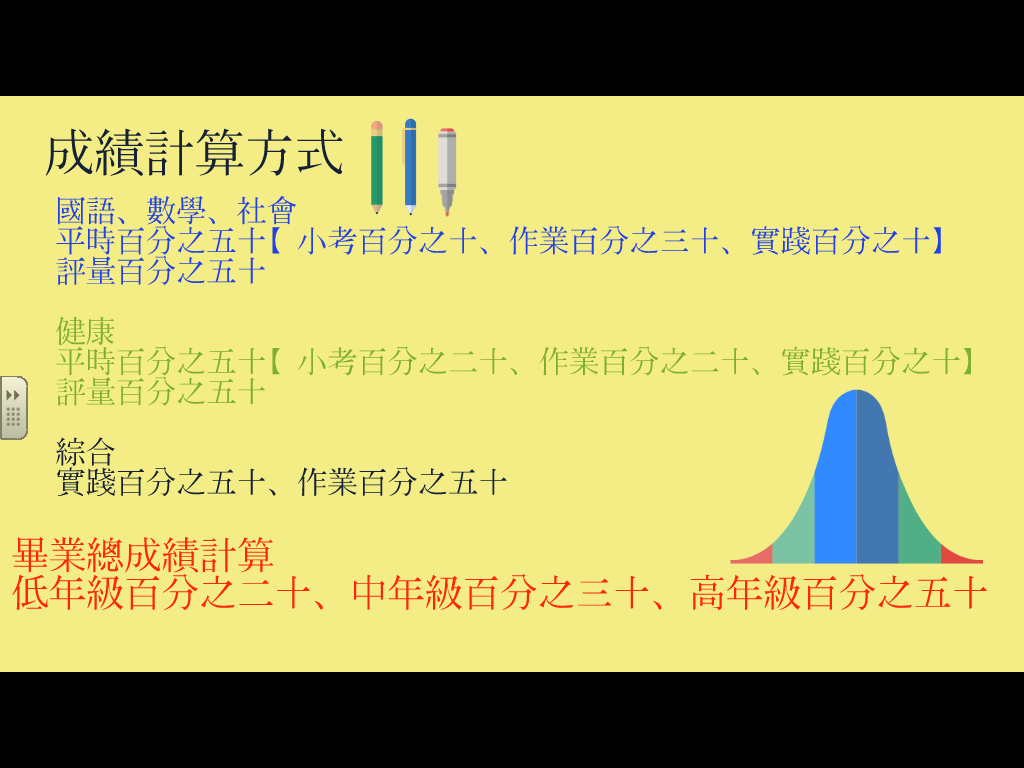 成績計算方式
國語、數學、社會
平時百分之五十【小考百分之十、作業百分之三十、實踐百分之十】
評量百分之五十
健康
平時百分之五十【小考百分之二十、作業百分之二十、實踐百分之十】
評量百分之五十
綜合
實踐百分之五十、作業百分之五十
畢業總成績計算
低年級百分之二十、中年級百分之三十、高年級百分之五十